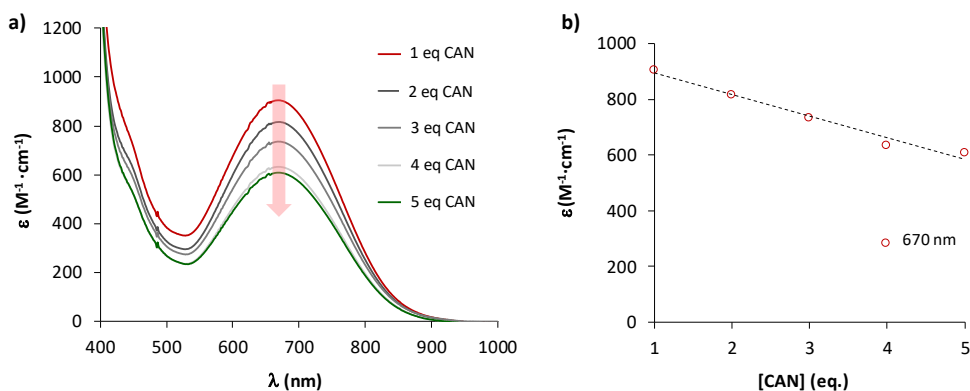 a)
1200
1000
800
600
400
200
0
ε (M⁻¹·cm⁻¹)
400 500 600 700 800 900 1000
λ (nm)
1 eq CAN
2 eq CAN
3 eq CAN
4 eq CAN
5 eq CAN
b)
1000
800
600
400
200
0
ε(M⁻¹·cm⁻¹)
1 2 3 4 5
[CAN] (eq.)
670 nm